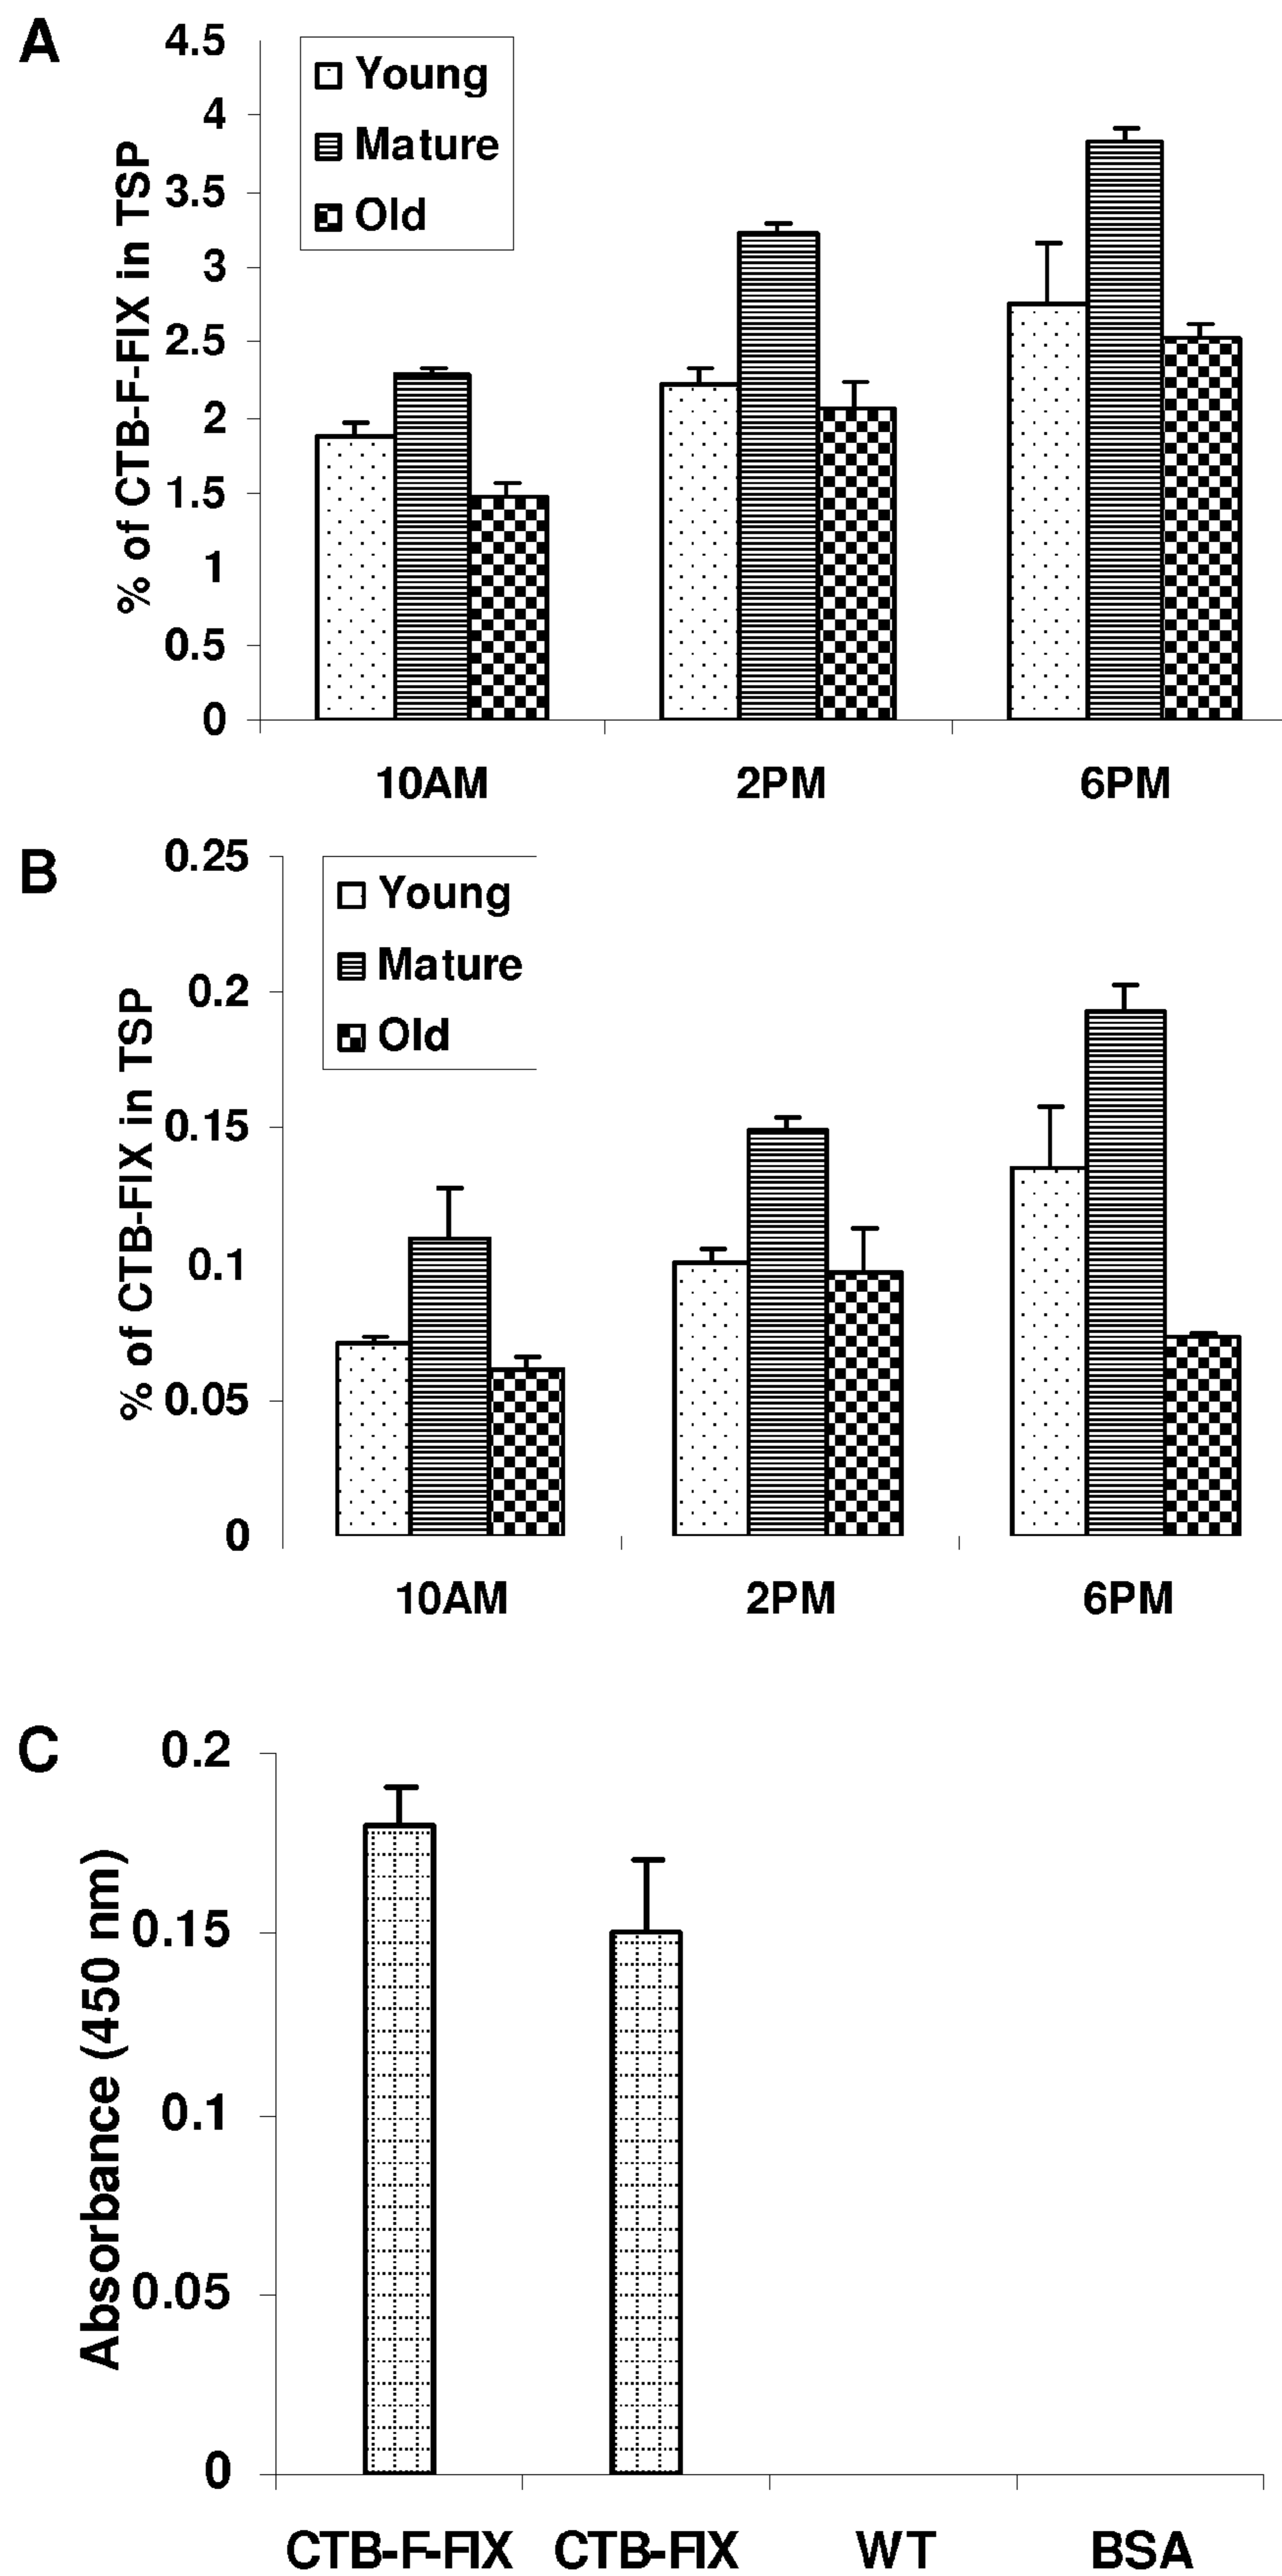 A
4.5
4
3.5
3
2.5
2
1.5
1
0.5
0
% of CTB-F-FIX in TSP
Young
Mature
Old
10AM 2PM 6PM
B
0.25
0.2
0.15
0.1
0.05
0
% of CTB-FIX in TSP
Young
Mature
Old
10AM 2PM 6PM
C
0.2
0.15
0.1
0.05
0
Absorbance (450 nm)
CTB-F-FIX CTB-FIX WT BSA